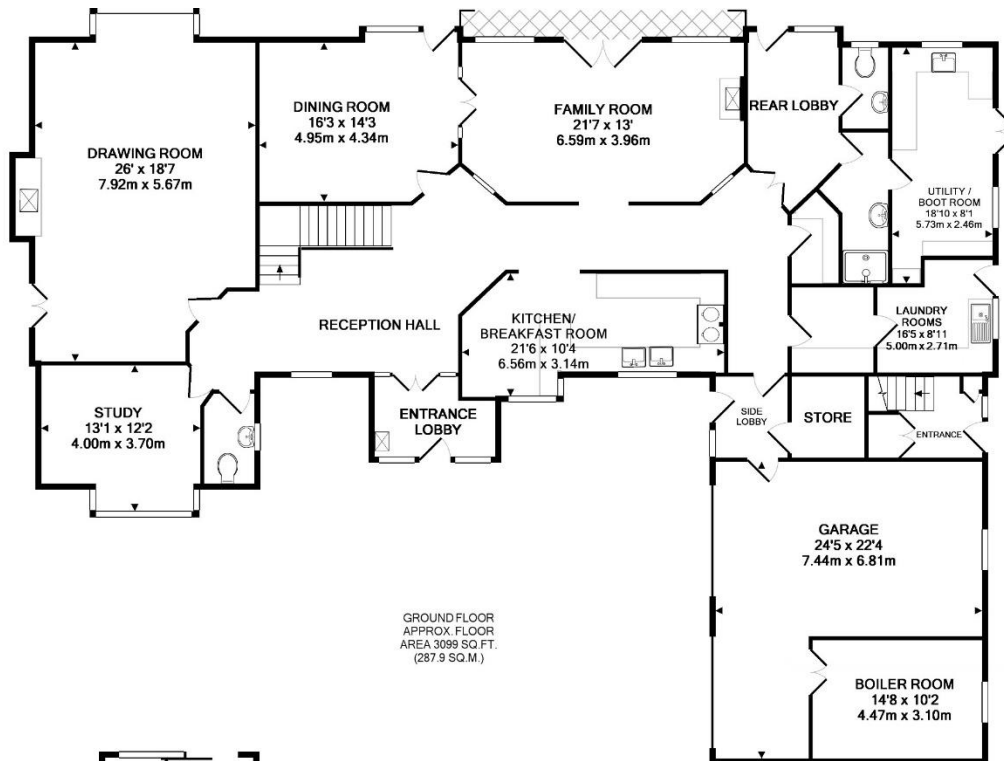 DRAWING ROOM
26' x 18'7
7.92m x 5.67m
DINING ROOM
16'3 x 14'3
4.95m x 4.34m
FAMILY ROOM
21'7 x 13'
6.59m x 3.96m
REAR LOBBY
UTILITY /
BOOT ROOM
18'10 x 8'1
5.73m x 2.46m
RECEPTION HALL
KITCHEN/
BREAKFAST ROOM
21'6 x 10'4
6.56m x 3.14m
LAUNDRY
ROOMS
16'5 x 8'11
5.00m x 2.71m
STUDY
13'1 x 12'2
4.00m x 3.70m
ENTRANCE
LOBBY
SIDE
LOBBY
STORE
ENTRANCE
GARAGE
24'5 x 22'4
7.44m x 6.81m
BOILER ROOM
14'8 x 10'2
4.47m x 3.10m
GROUND FLOOR
APPROX. FLOOR
AREA 3099 SQ.FT.
(287.9 SQ.M.)